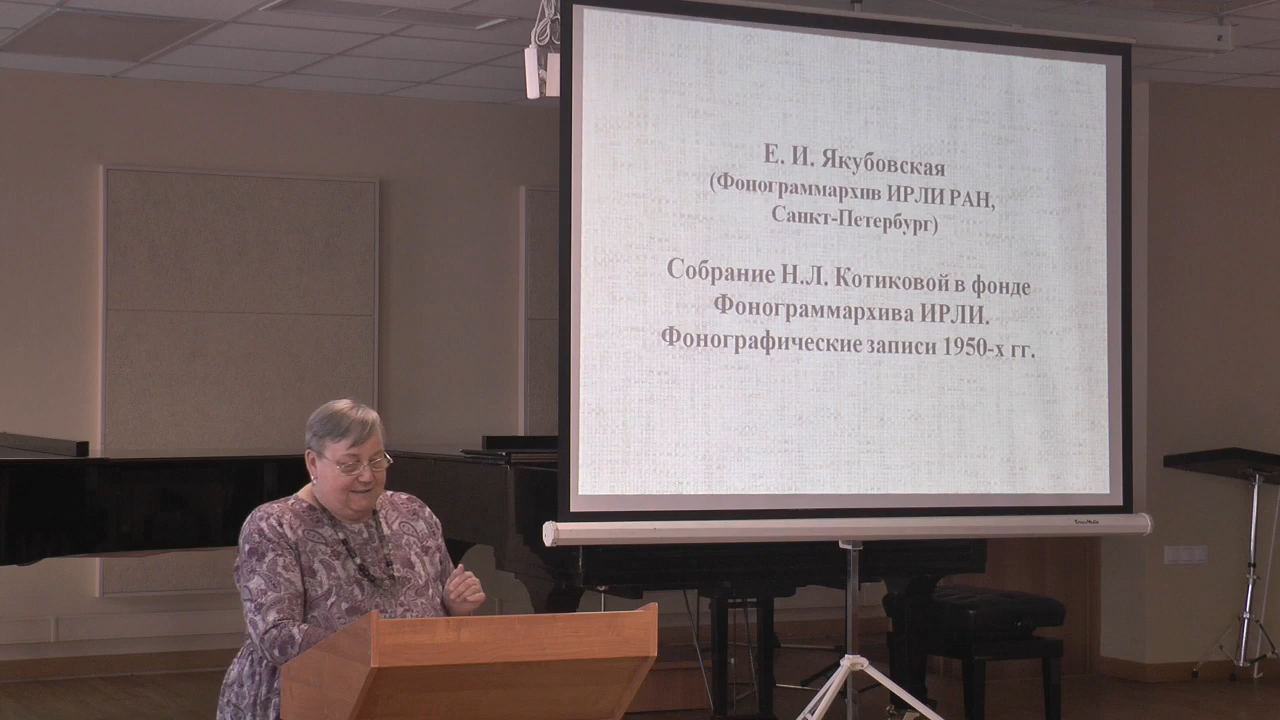 Е. И. Якубовская
(Фонограммархив ИРЛИ РАН,
Санкт-Петербург)
Собрание Н.Л. Котиковой в фонде
Фонограммархива ИРЛИ.
Фонографические записи 1950-х гг.